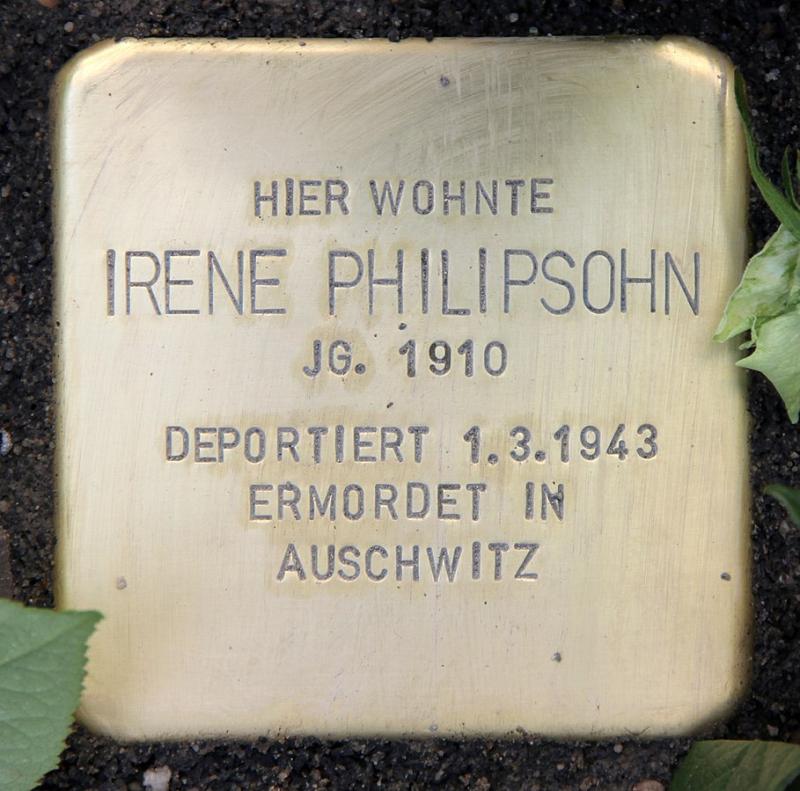 HIER WOHNTE
IRENE PHILIPSOHN
JG. 1910
DEPORTIERT 1.3.1943
ERMORDET IN
AUSCHWITZ